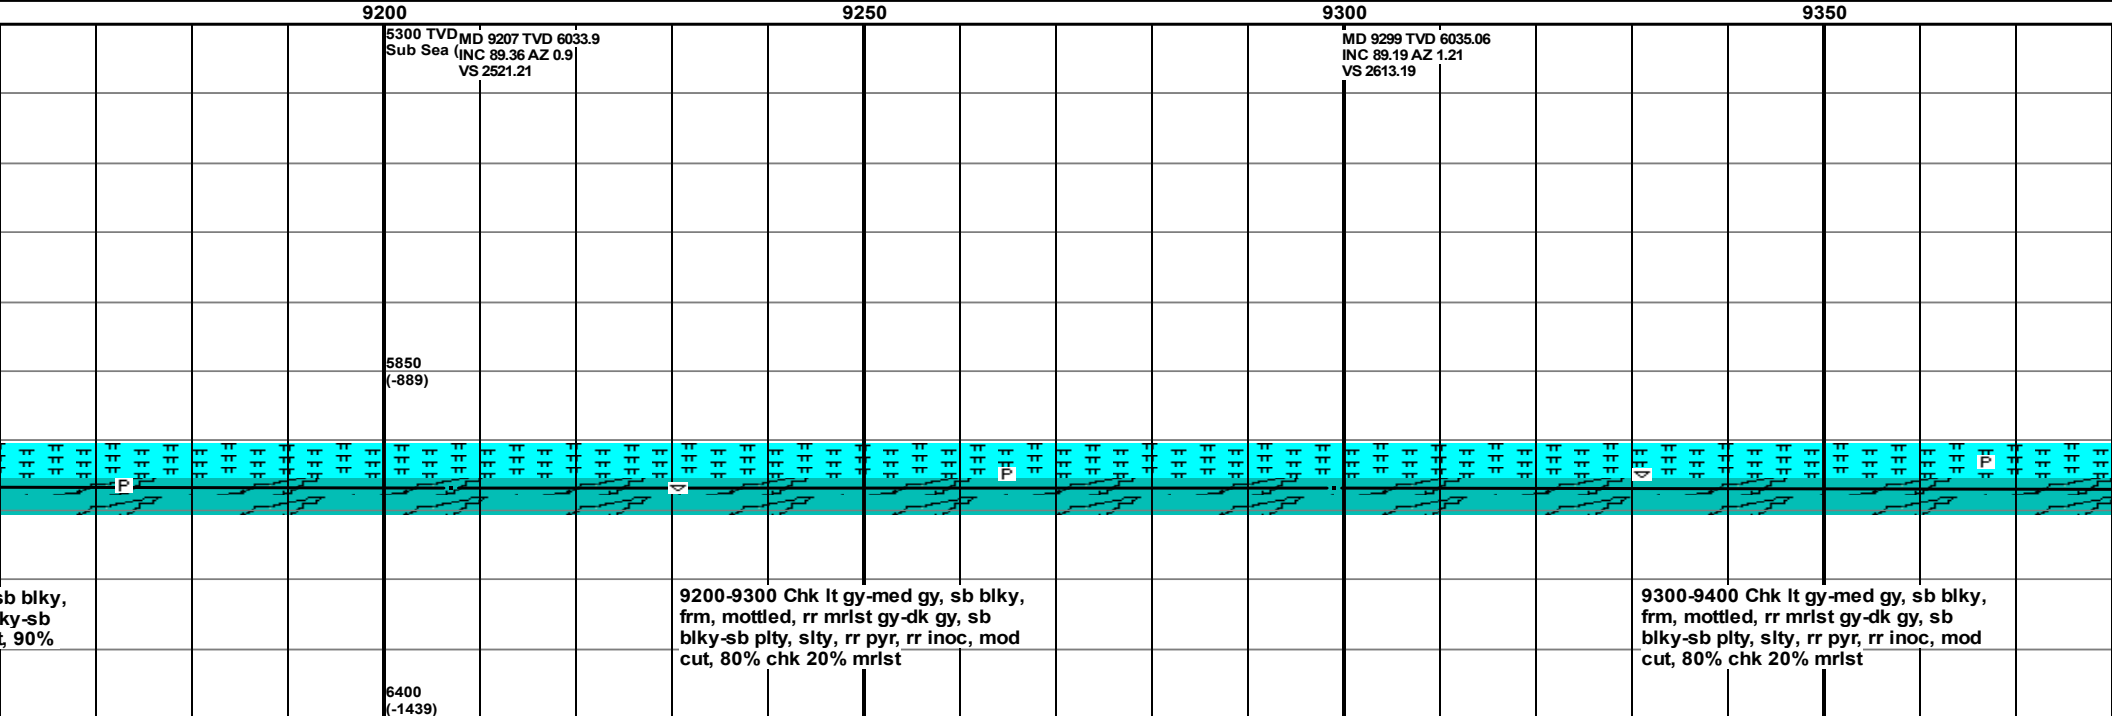 9200 9250 9300 9350
5300 TVD
Sub Sea (
MD 9207 TVD 6033.9
INC 89.36 AZ 0.9
VS 2521.21
MD 9299 TVD 6035.06
INC 89.19 AZ 1.21
VS 2613.19
5850
(-889)
P
P
P
sb blky,
ky-sb
t, 90%
9200-9300 Chk lt gy-med gy, sb blky,
frm, mottled, rr mrlst gy-dk gy, sb
blky-sb plty, slty, rr pyr, rr inoc, mod
cut, 80% chk 20% mrlst
9300-9400 Chk lt gy-med gy, sb blky,
frm, mottled, rr mrlst gy-dk gy, sb
blky-sb plty, slty, rr pyr, rr inoc, mod
cut, 80% chk 20% mrlst
6400
(-1439)